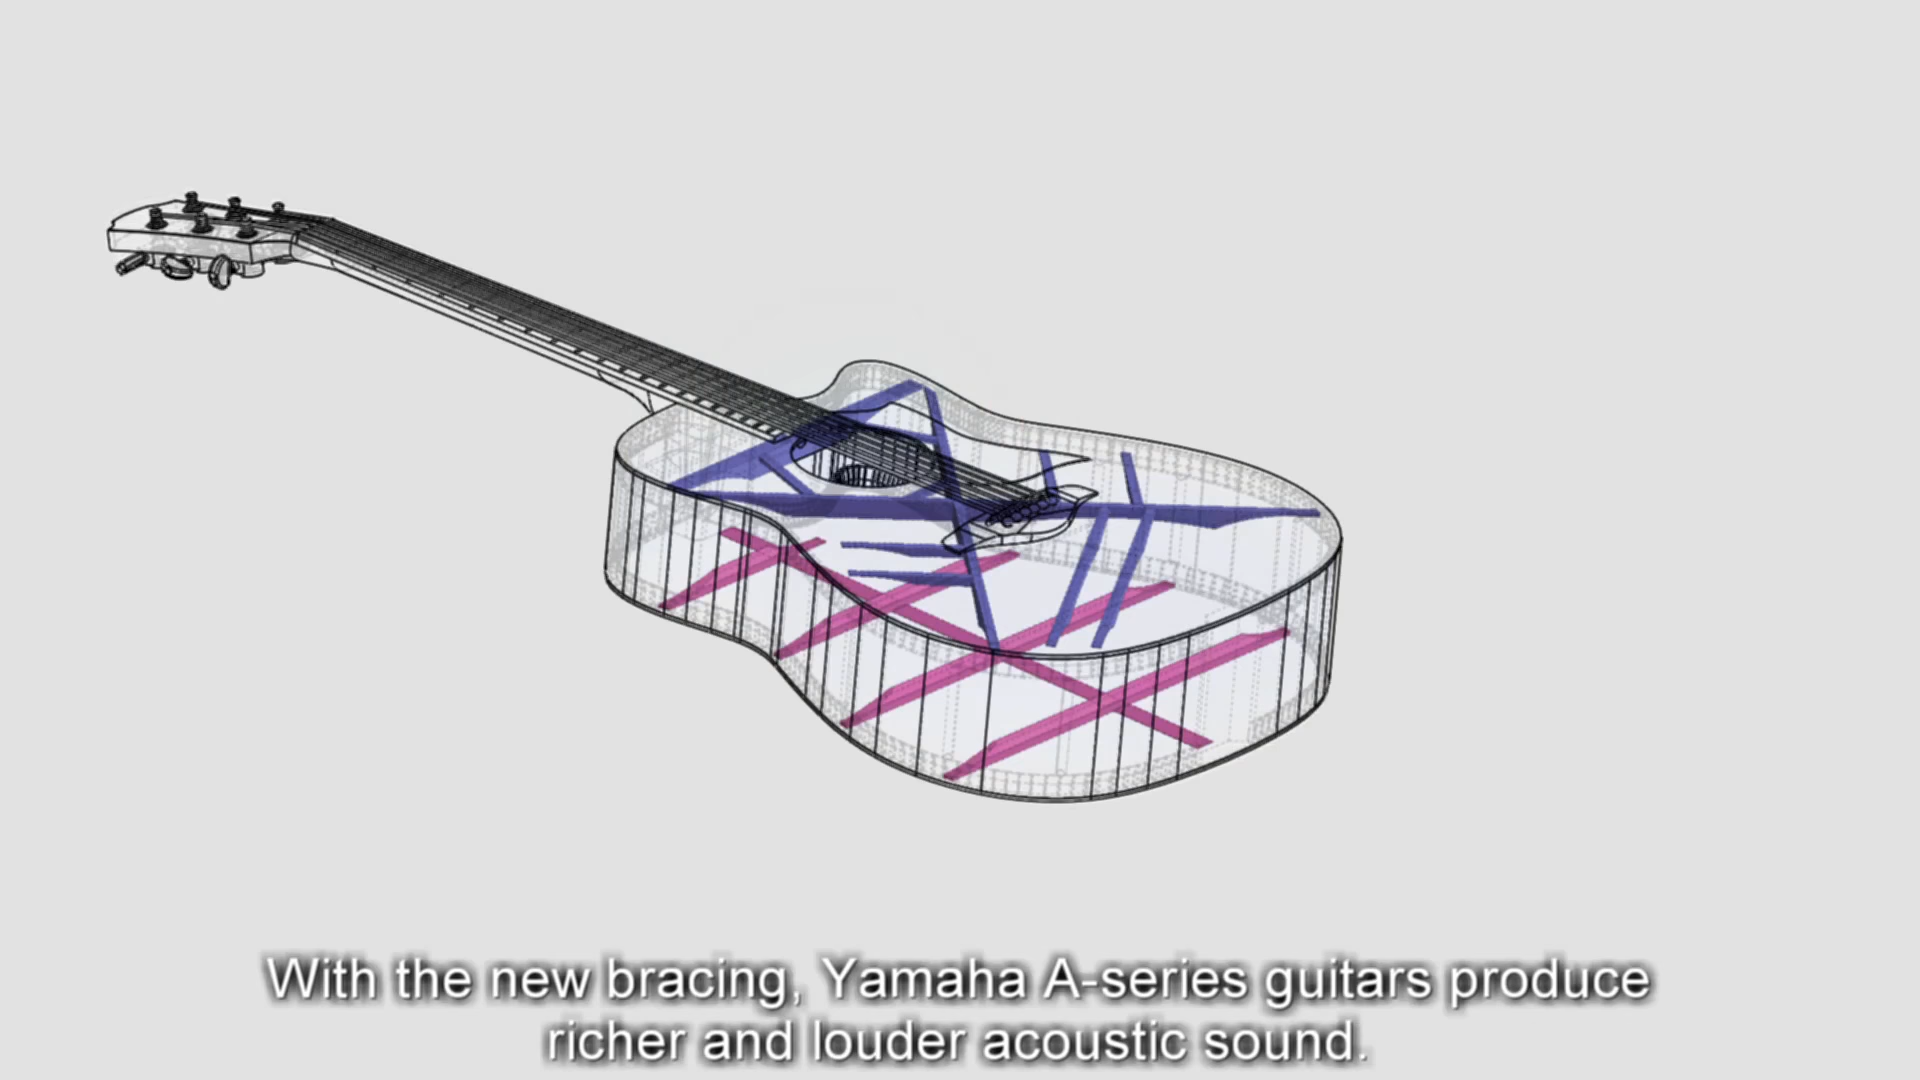 With the new bracing, Yamaha A-series guitars produce
richer and louder acoustic sound.